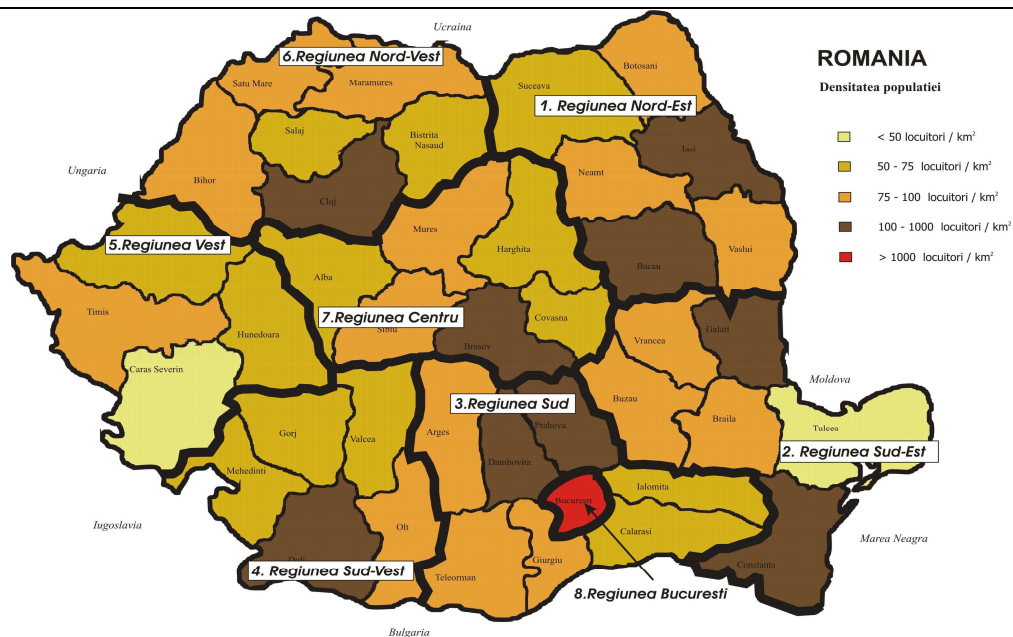 Ucraina
6.Regiunea Nord-Vest
Satu Mare
Maramures
Suceava
Botosani
1. Regiunea Nord-Est
Salaj
Bistrita
Nasaud
Iaci
Ungaria
Bihor
Cluj
Neamt
Mures
5.Regiunea Vest
Harghita
Vaslui
Alba
Bacau
Timis
7.Regiunea Centru
Sibiu
Hunedoara
Covasna
Galati
Brasov
Vrancea
Caras Severin
Moldova
3.Regiunea Sud
Buzau
Gorj
Valcea
Arges
Prahova
Braila
Tulcea
2. Regiunea Sud-Est
Mehedinti
Dambovita
Ialomita
Bucuresti
Iugoslavia
Olt
Calarasi
Marea Neagra
Dolj
4. Regiunea Sud-Vest
Teleorman
Giurgiu
Constanta
8.Regiunea Bucuresti
Bulgaria
ROMANIA
Densitatea populatiei
< 50 locuitori / km²
50 - 75 locuitori / km²
75 - 100 locuitori / km²
100 - 1000 locuitori / km²
> 1000 locuitori / km²